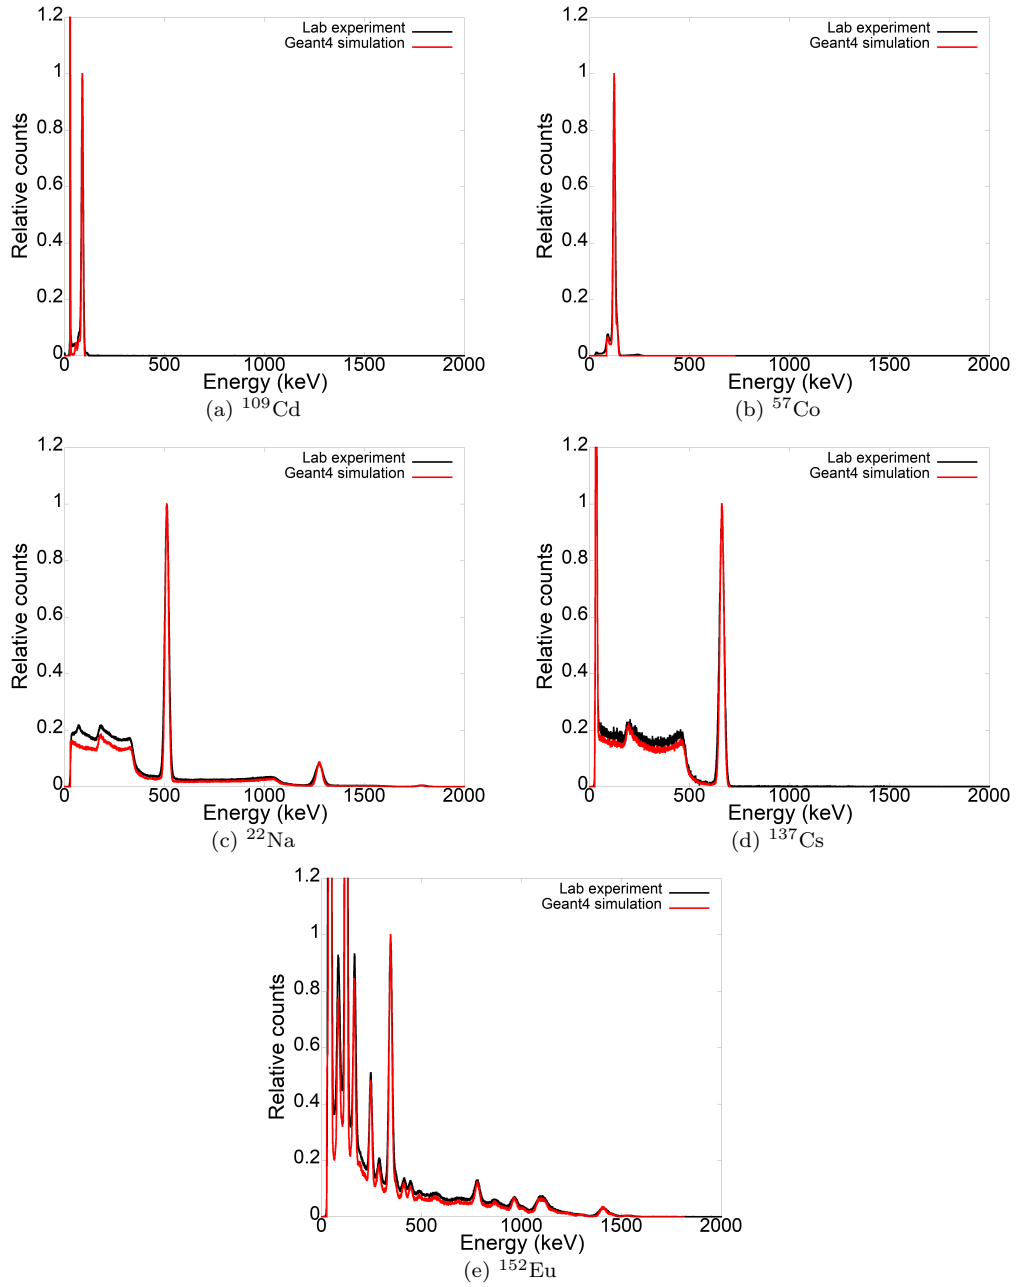 1.2
1
0.8
0.6
0.4
0.2
0
0 500 1000 1500 2000
Relative counts
Energy (keV)
Lab experiment
Geant4 simulation
(a) ¹⁰⁹Cd
1.2
1
0.8
0.6
0.4
0.2
0
0 500 1000 1500 2000
Relative counts
Energy (keV)
Lab experiment
Geant4 simulation
(b) ⁵⁷Co
1.2
1
0.8
0.6
0.4
0.2
0
0 500 1000 1500 2000
Relative counts
Energy (keV)
Lab experiment
Geant4 simulation
(c) ²²Na
1.2
1
0.8
0.6
0.4
0.2
0
0 500 1000 1500 2000
Relative counts
Energy (keV)
Lab experiment
Geant4 simulation
(d) ¹³⁷Cs
1.2
1
0.8
0.6
0.4
0.2
0
0 500 1000 1500 2000
Relative counts
Energy (keV)
Lab experiment
Geant4 simulation
(e) ¹⁵²Eu